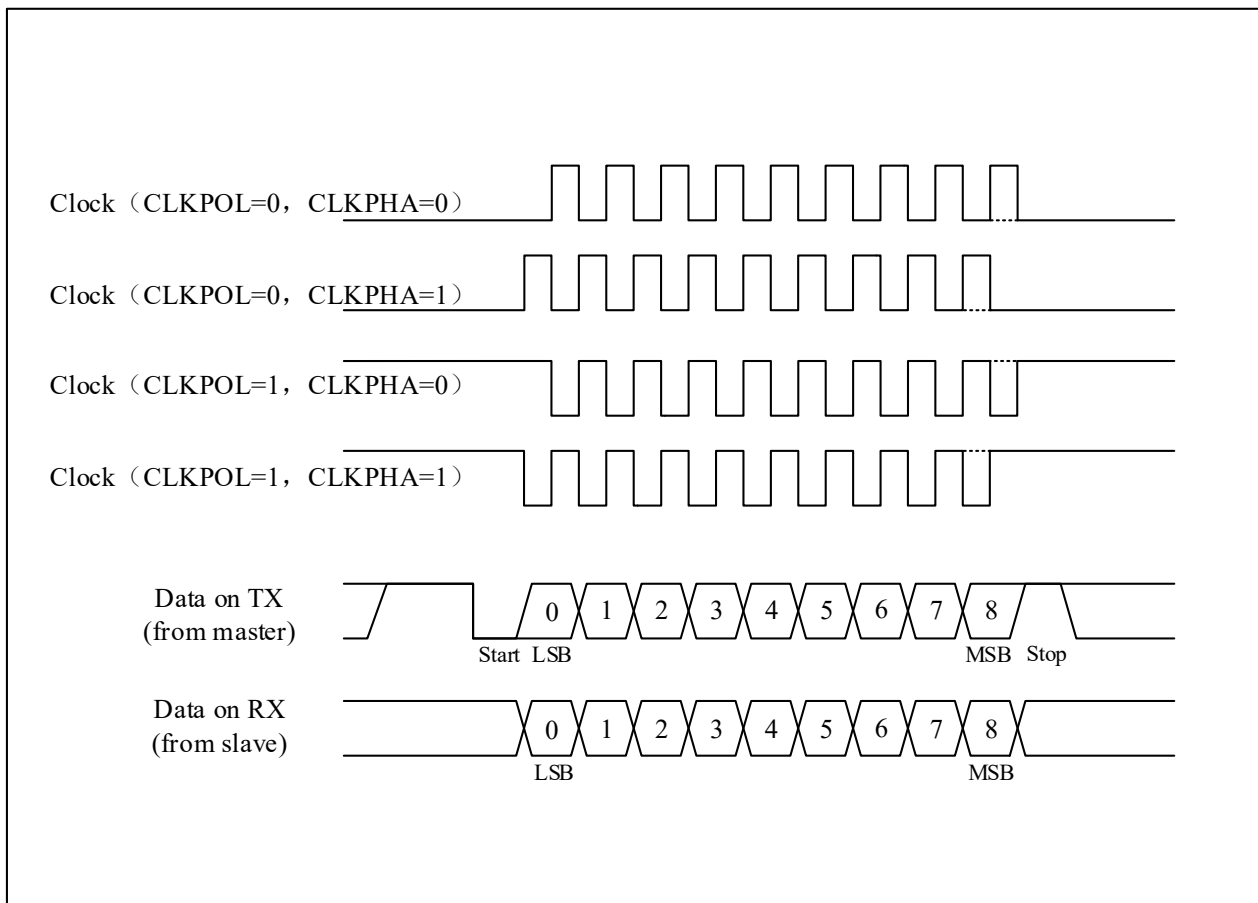 Clock（CLKPOL=0，CLKPHA=0）
Clock（CLKPOL=0，CLKPHA=1）
Clock（CLKPOL=1，CLKPHA=0）
Clock（CLKPOL=1，CLKPHA=1）
Data on TX
(from master)
0 1 2 3 4 5 6 7 8
Start LSB MSB Stop
Data on RX
(from slave)
0 1 2 3 4 5 6 7 8
LSB MSB